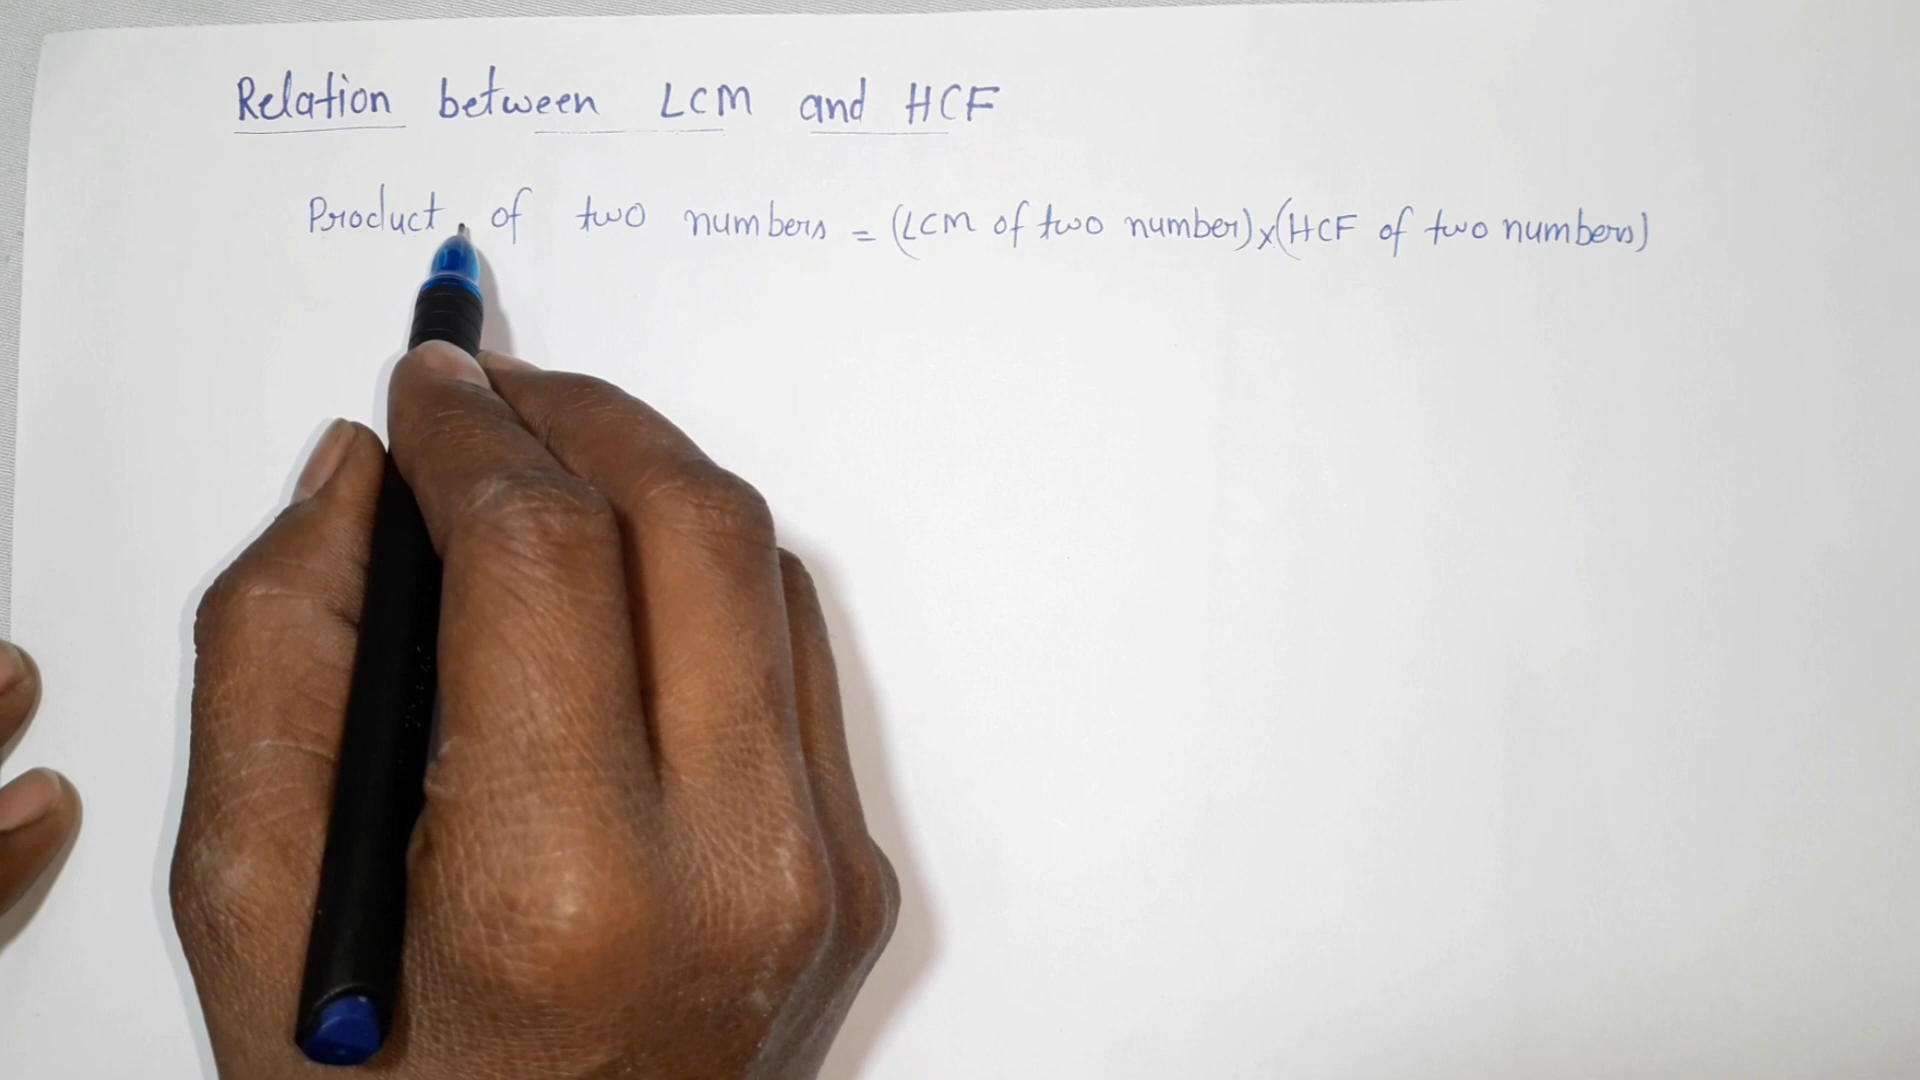 Relation between LCM and HCF
Product of two numbers = (LCM of two number) x (HCF of two numbers)